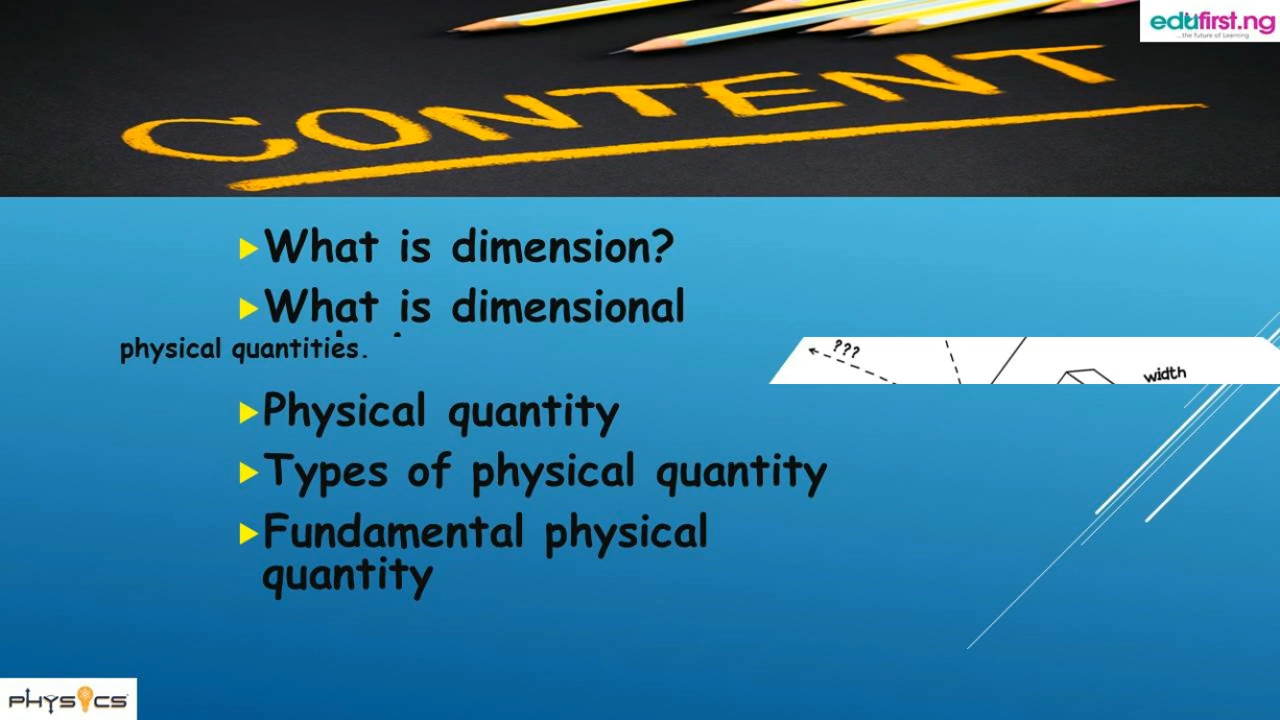 edufirst.ng
...the future of Learning
CONTENT
What is dimension?
What is dimensional
physical quantities.
???
width
Physical quantity
Types of physical quantity
Fundamental physical
quantity
PHYSICS